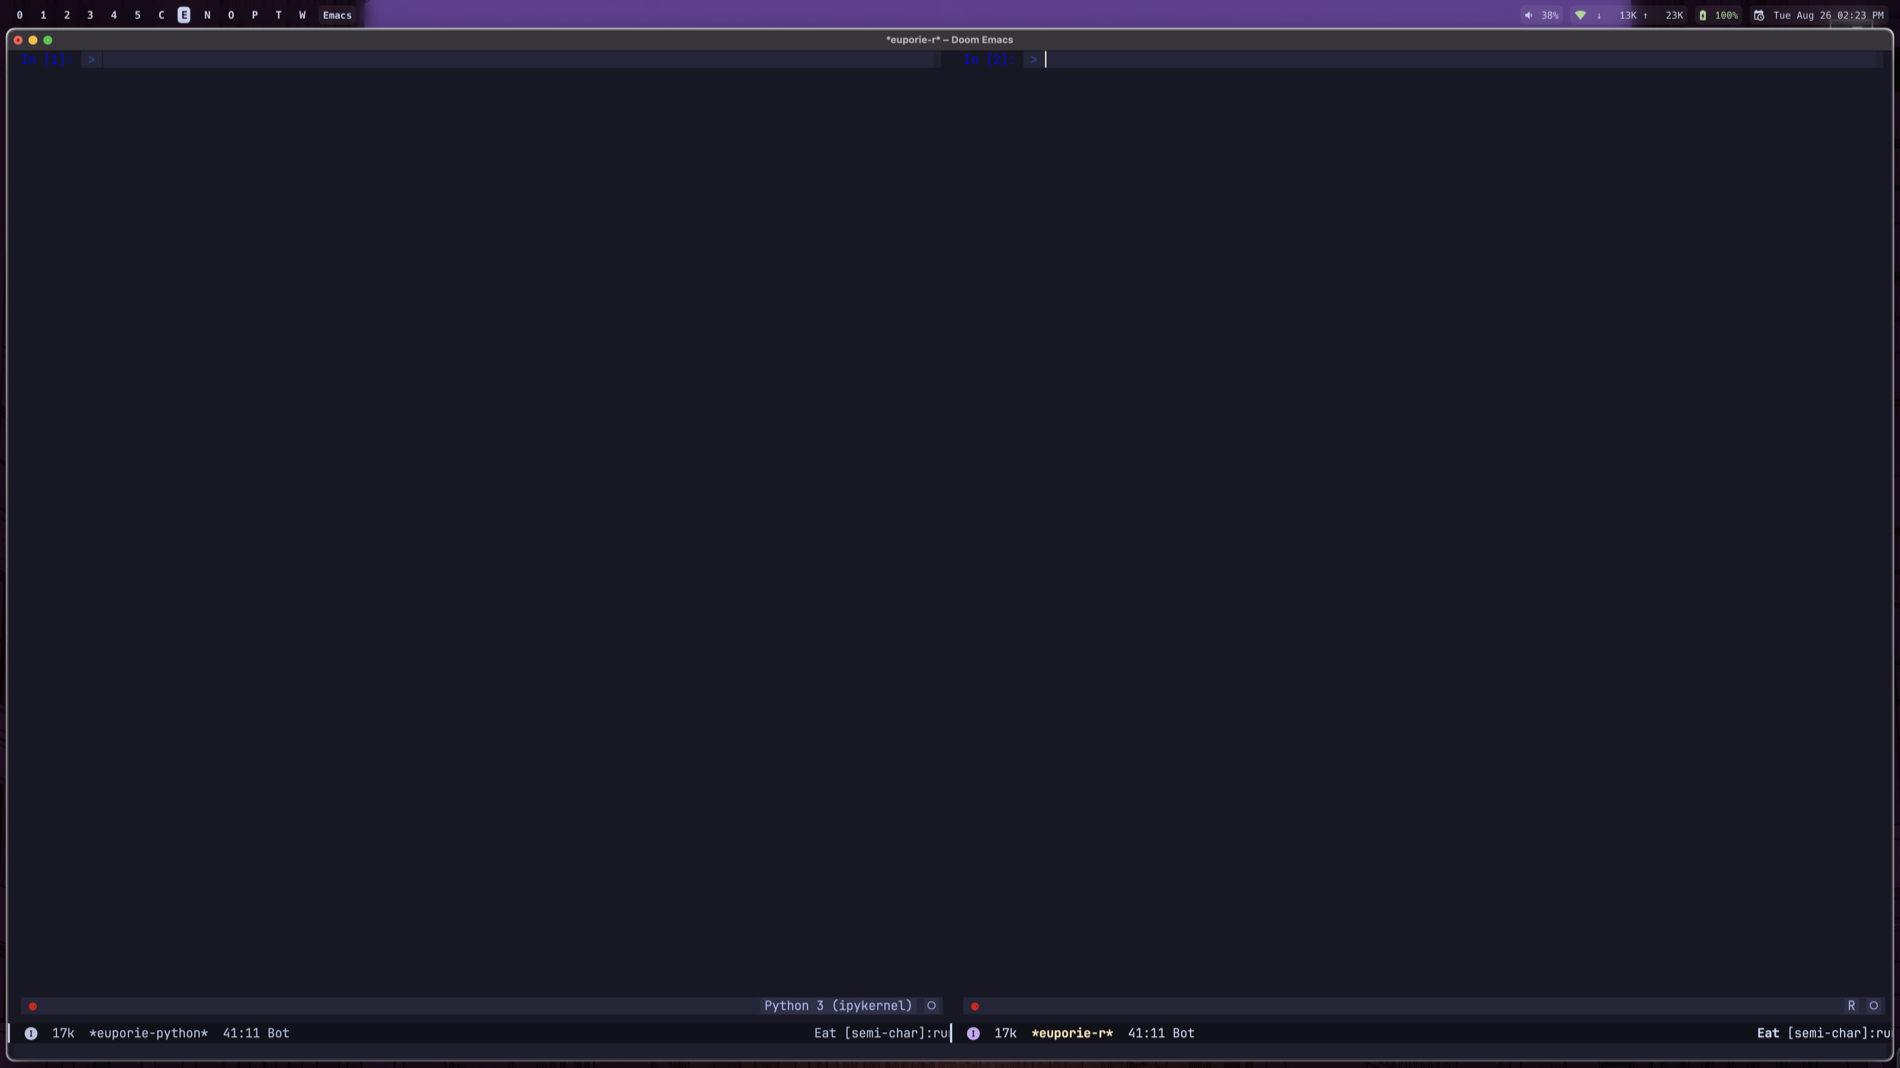 0 1 2 3 4 5 C E N O P T W Emacs
38% ↓ 13K ↑ 23K 100% Tue Aug 26 02:23 PM
*euporie-r* – Doom Emacs
In [1]: >
In [2]: >
Python 3 (ipykernel)
R
I 17k *euporie-python* 41:11 Bot Eat [semi-char]:ru
I 17k *euporie-r* 41:11 Bot Eat [semi-char]:ru